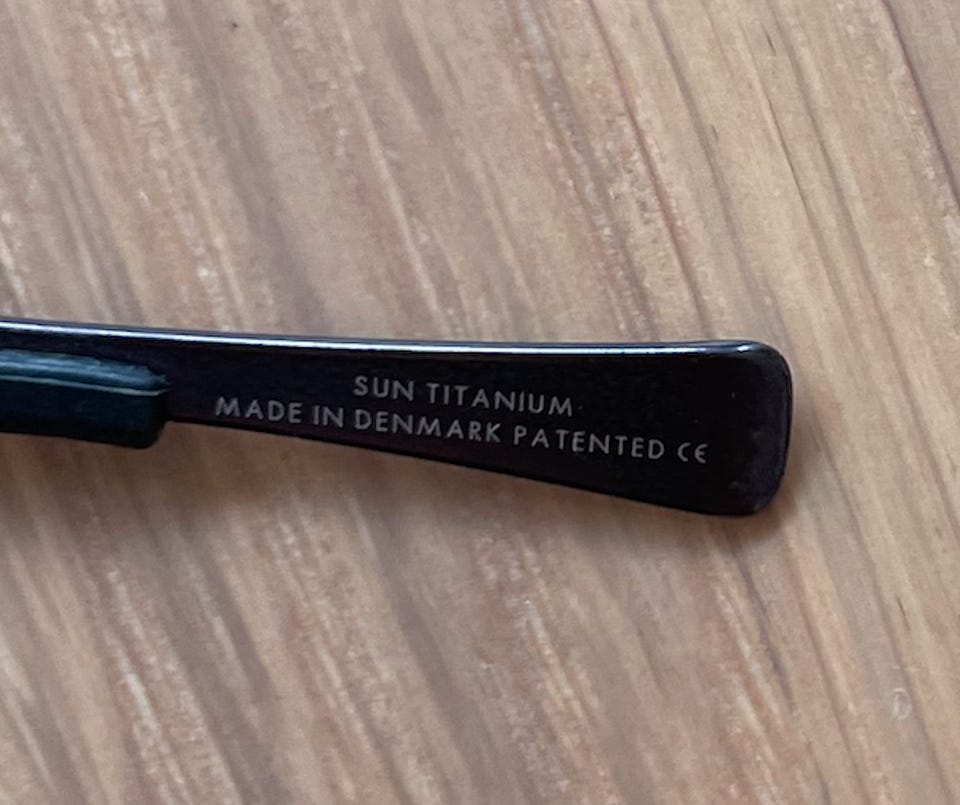 SUN TITANIUM
MADE IN DENMARK PATENTED CE